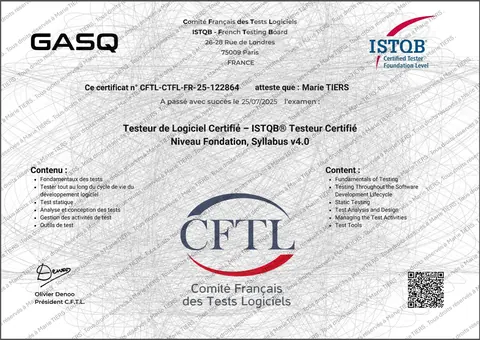 GASQ
Comité Français des Tests Logiciels
ISTQB - French Testing Board
26-28 Rue de Londres
75009 Paris
FRANCE
ISTQB®
Certified Tester
Foundation Level
Ce certificat n° CFTL-CTFL-FR-25-122864 atteste que : Marie TIERS
A passé avec succès le 25/07/2025 l'examen :
Testeur de Logiciel Certifié – ISTQB® Testeur Certifié
Niveau Fondation, Syllabus v4.0
Contenu :
Fondamentaux des tests
Tester tout au long du cycle de vie du
développement logiciel
Test statique
Analyse et conception des tests
Gestion des activités de test
Outils de test
Content :
Fundamentals of Testing
Testing Throughout the Software
Development Lifecycle
Static Testing
Test Analysis and Design
Managing the Test Activities
Test Tools
CFTL
Comité Français
des Tests Logiciels
Denoo
Olivier Denoo
Président C.F.T.L.